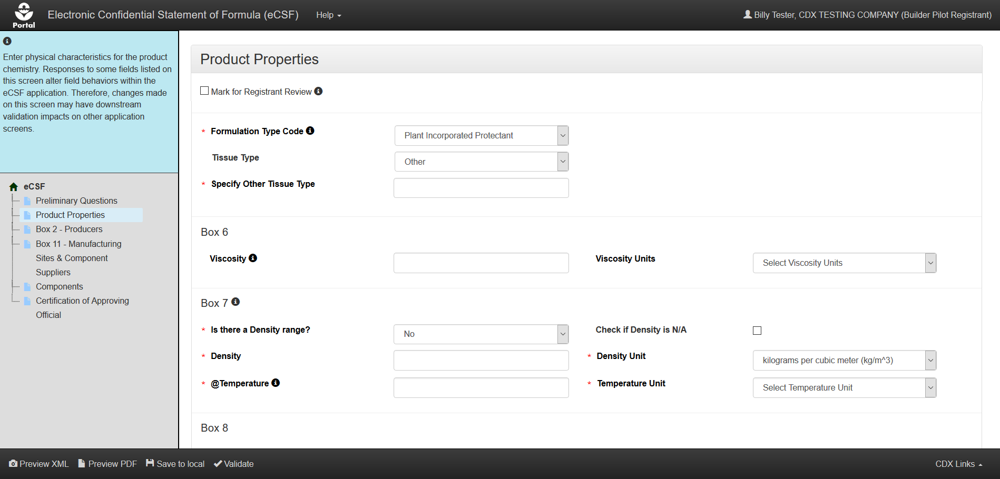 Portal
Electronic Confidential Statement of Formula (eCSF)
Help
Billy Tester, CDX TESTING COMPANY (Builder Pilot Registrant)
Enter physical characteristics for the product
chemistry. Responses to some fields listed on
this screen alter field behaviors within the
eCSF application. Therefore, changes made
on this screen may have downstream
validation impacts on other application
screens.
eCSF
Preliminary Questions
Product Properties
Box 2 - Producers
Box 11 - Manufacturing
Sites & Component
Suppliers
Components
Certification of Approving
Official
Product Properties
Mark for Registrant Review
* Formulation Type Code
Plant Incorporated Protectant
Tissue Type
Other
* Specify Other Tissue Type
Box 6
Viscosity
Viscosity Units
Select Viscosity Units
Box 7
* Is there a Density range?
No
Check if Density is N/A
* Density
* Density Unit
kilograms per cubic meter (kg/m^3)
* @Temperature
* Temperature Unit
Select Temperature Unit
Box 8
Preview XML
Preview PDF
Save to local
Validate
CDX Links